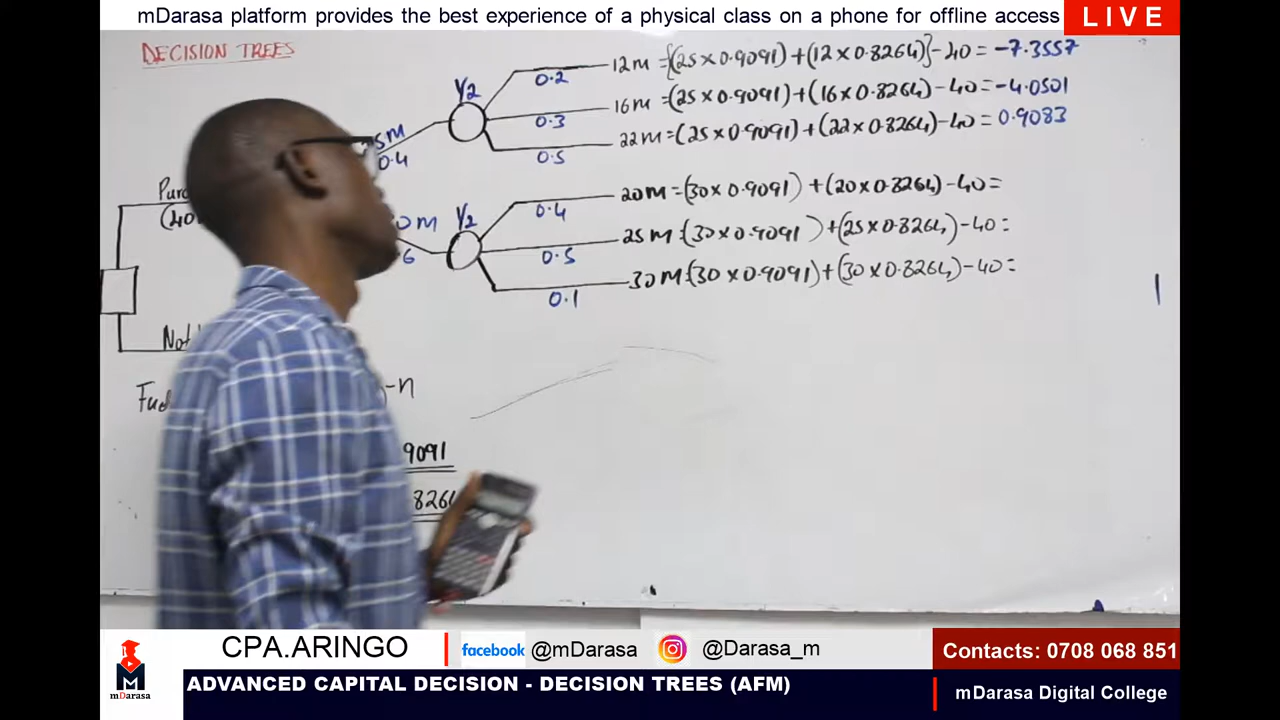 mDarasa platform provides the best experience of a physical class on a phone for offline access
LIVE
DECISION TREES
Y2
0.2
12M =[(25×0.9091)+(12×0.8264)]-40 = -7.3557
0.3
16M =(25×0.9091)+(16×0.8264)-40=-4.0501
0.5
22M =(25×0.9091)+(22×0.8264)-40= 0.9083
0.4
Y2
0.4
20M =(30×0.9091)+(20×0.8264)-40=
0.5
25M (30×0.9091)+(25×0.8264)-40=
0.1
30M (30×0.9091)+(30×0.8264)-40=
(40
-n
9091
CPA.ARINGO
facebook @mDarasa
@Darasa_m
Contacts: 0708 068 851
mDarasa
ADVANCED CAPITAL DECISION - DECISION TREES (AFM)
mDarasa Digital College